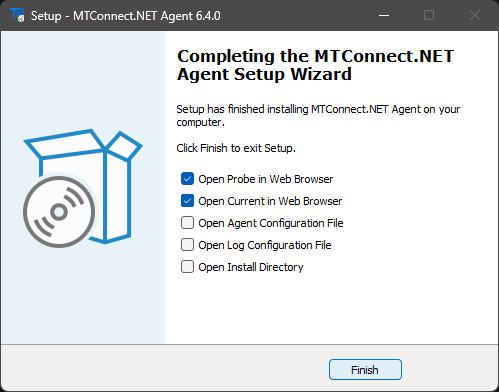 Setup - MTConnect.NET Agent 6.4.0
Completing the MTConnect.NET
Agent Setup Wizard
Setup has finished installing MTConnect.NET Agent on your
computer.
Click Finish to exit Setup.
Open Probe in Web Browser
Open Current in Web Browser
Open Agent Configuration File
Open Log Configuration File
Open Install Directory
Finish